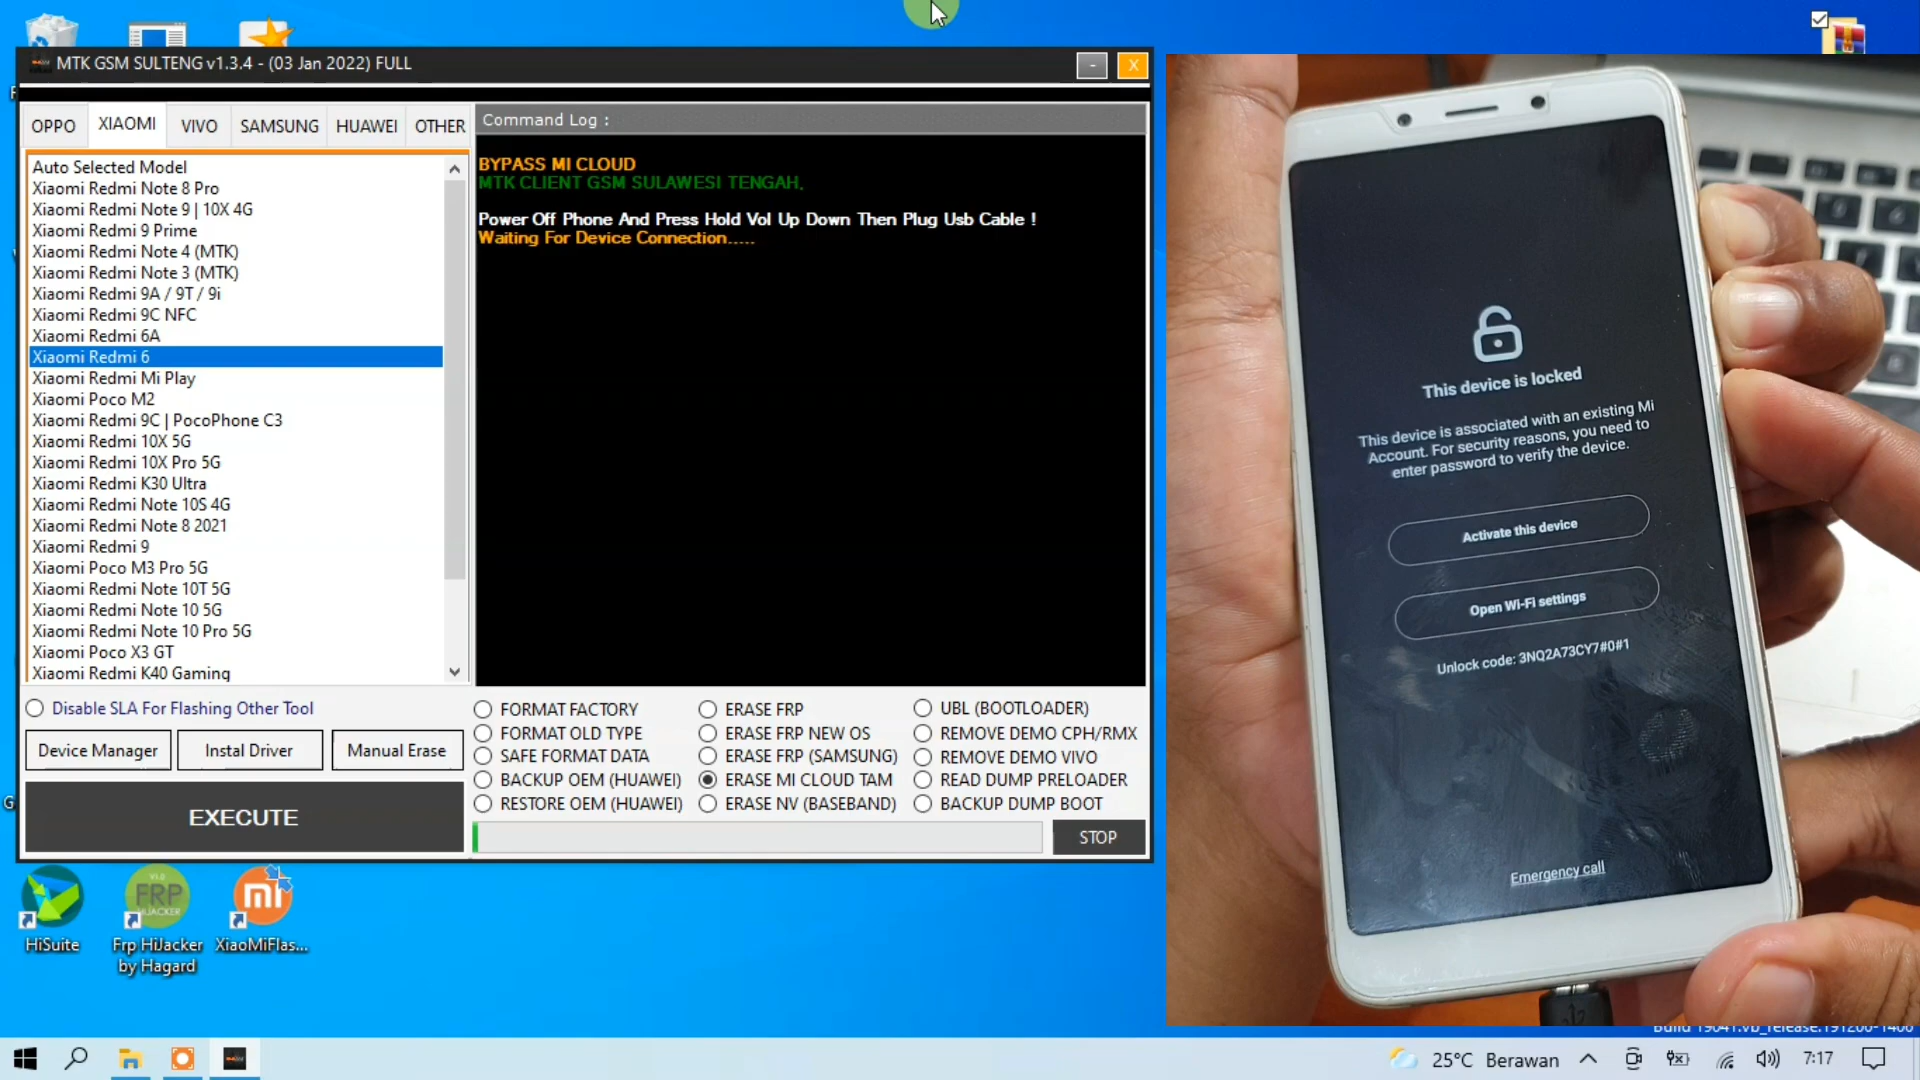 MTK GSM SULTENG v1.3.4 - (03 Jan 2022) FULL
-
X
OPPO
XIAOMI
VIVO
SAMSUNG
HUAWEI
OTHER
Auto Selected Model
Xiaomi Redmi Note 8 Pro
Xiaomi Redmi Note 9 | 10X 4G
Xiaomi Redmi 9 Prime
Xiaomi Redmi Note 4 (MTK)
Xiaomi Redmi Note 3 (MTK)
Xiaomi Redmi 9A / 9T / 9i
Xiaomi Redmi 9C NFC
Xiaomi Redmi 6A
Xiaomi Redmi 6
Xiaomi Redmi Mi Play
Xiaomi Poco M2
Xiaomi Redmi 9C | PocoPhone C3
Xiaomi Redmi 10X 5G
Xiaomi Redmi 10X Pro 5G
Xiaomi Redmi K30 Ultra
Xiaomi Redmi Note 10S 4G
Xiaomi Redmi Note 8 2021
Xiaomi Redmi 9
Xiaomi Poco M3 Pro 5G
Xiaomi Redmi Note 10T 5G
Xiaomi Redmi Note 10 5G
Xiaomi Redmi Note 10 Pro 5G
Xiaomi Poco X3 GT
Xiaomi Redmi K40 Gaming
Command Log :
BYPASS MI CLOUD
MTK CLIENT GSM SULAWESI TENGAH.
Power Off Phone And Press Hold Vol Up Down Then Plug Usb Cable !
Waiting For Device Connection.....
Disable SLA For Flashing Other Tool
Device Manager
Instal Driver
Manual Erase
EXECUTE
FORMAT FACTORY
FORMAT OLD TYPE
SAFE FORMAT DATA
BACKUP OEM (HUAWEI)
RESTORE OEM (HUAWEI)
ERASE FRP
ERASE FRP NEW OS
ERASE FRP (SAMSUNG)
ERASE MI CLOUD TAM
ERASE NV (BASEBAND)
UBL (BOOTLOADER)
REMOVE DEMO CPH/RMX
REMOVE DEMO VIVO
READ DUMP PRELOADER
BACKUP DUMP BOOT
STOP
This device is locked
This device is associated with an existing Mi
Account. For security reasons, you need to
enter password to verify the device.
Activate this device
Open Wi-Fi settings
Unlock code: 3NQ2A73CY7#0#1
Emergency call
V1.0
FRP
HIJACKER
HiSuite
Frp HiJacker
by Hagard
XiaoMiFlas...
25°C Berawan
7:17